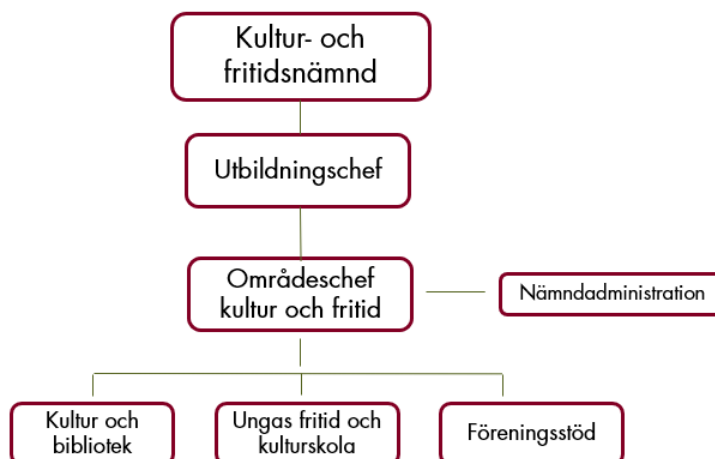 Kultur- och
fritidsnämnd
Utbildningschef
Områdeschef
kultur och fritid
Nämndadministration
Kultur och
bibliotek
Ungas fritid och
kulturskola
Föreningsstöd